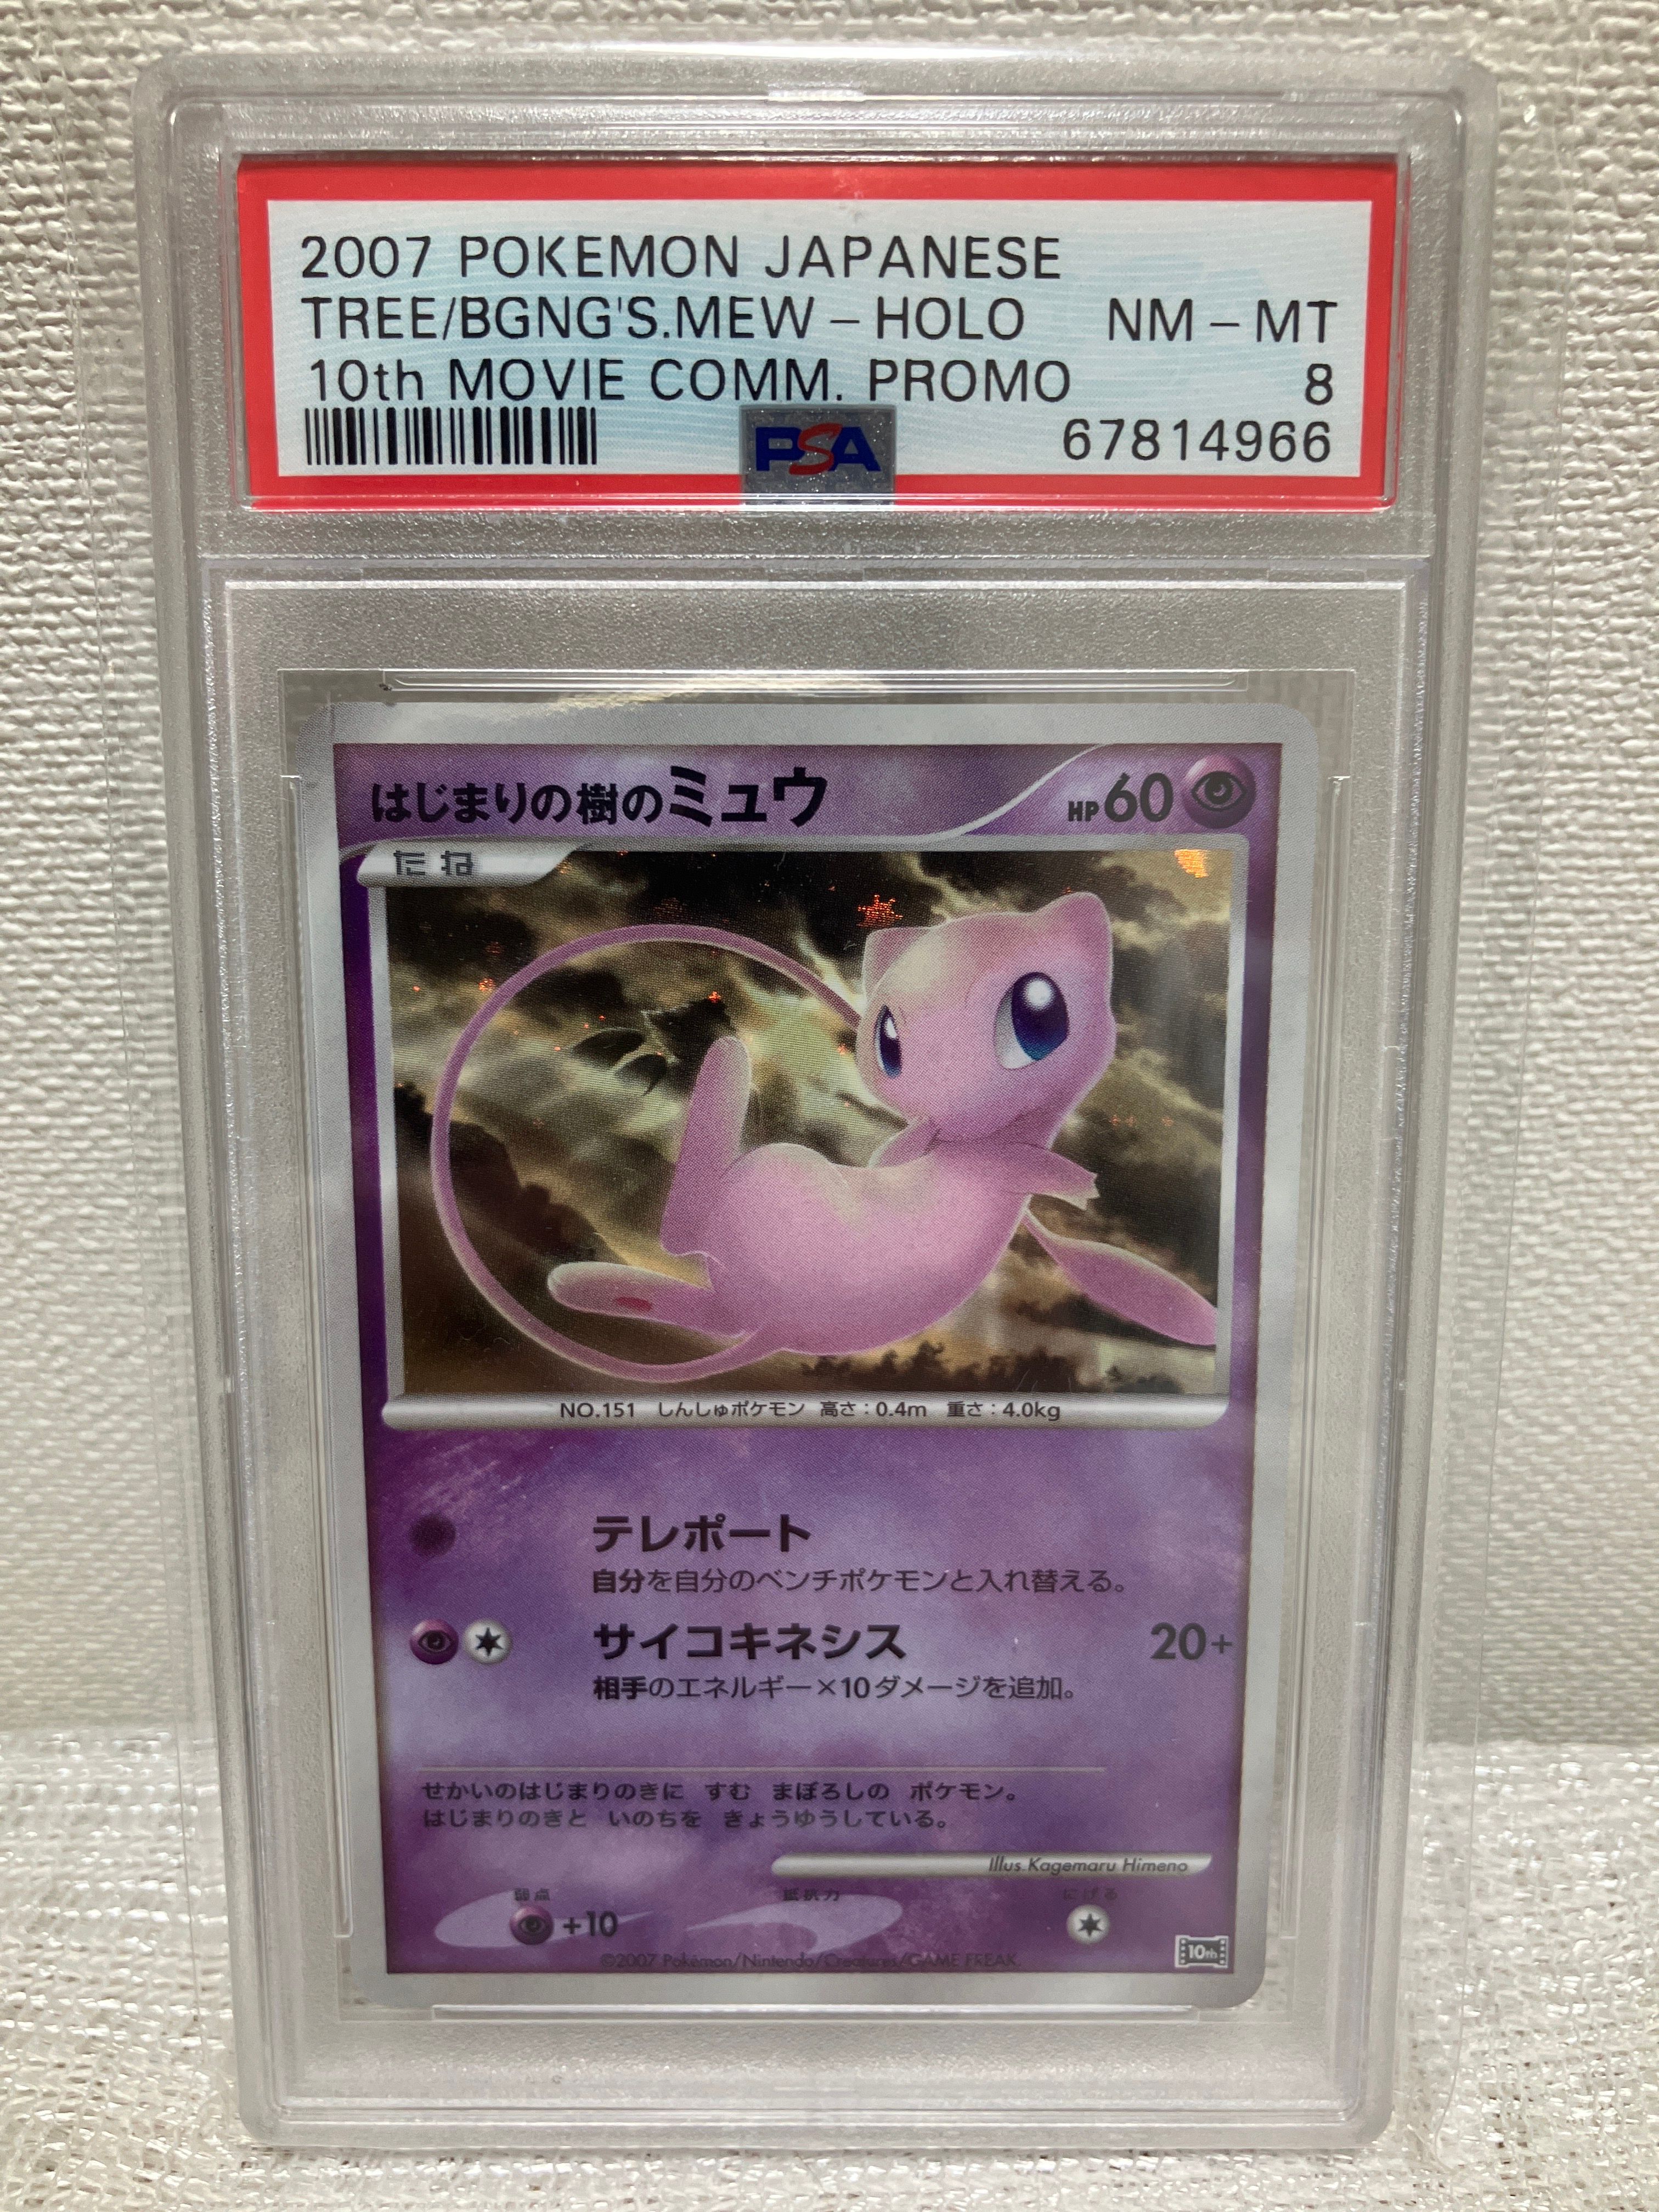 2007 POKEMON JAPANESE
TREE/BGNG'S.MEW-HOLO NM-MT
10th MOVIE COMM. PROMO 8
PSA 67814966
はじまりの樹のミュウ HP60
たね
NO.151 しんしゅポケモン 高さ:0.4m 重さ:4.0kg
テレポート
自分を自分のベンチポケモンと入れ替える。
サイコキネシス 20+
相手のエネルギー×10ダメージを追加。
せかいのはじまりのきに すむ まぼろしの ポケモン。
はじまりのきと いのちを きょうゆうしている。
Illus.Kagemaru Himeno
弱点 抵抗力 にげる
+10
10th
©2007 Pokémon/Nintendo/Creatures/GAME FREAK.